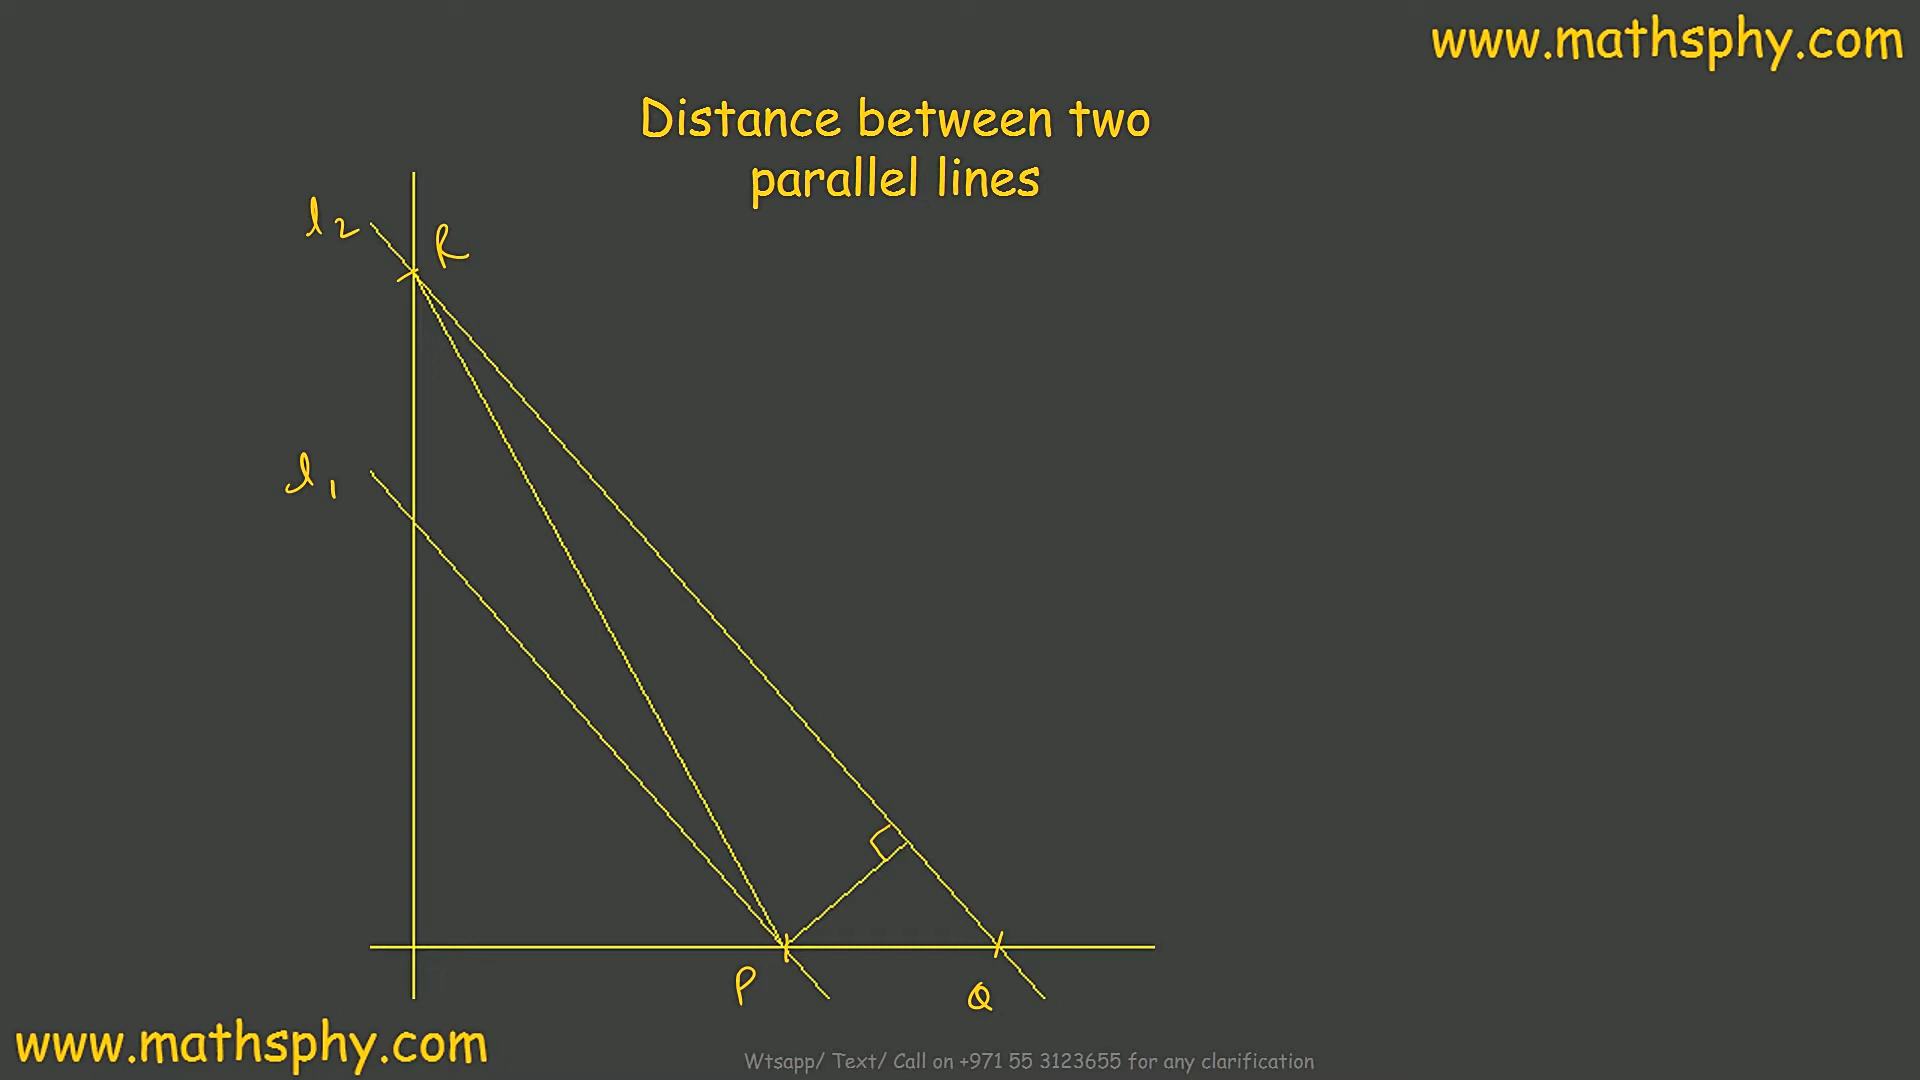 www.mathsphy.com
Distance between two
parallel lines
l2
R
l1
P
Q
www.mathsphy.com
Wtsapp/ Text/ Call on +971 55 3123655 for any clarification